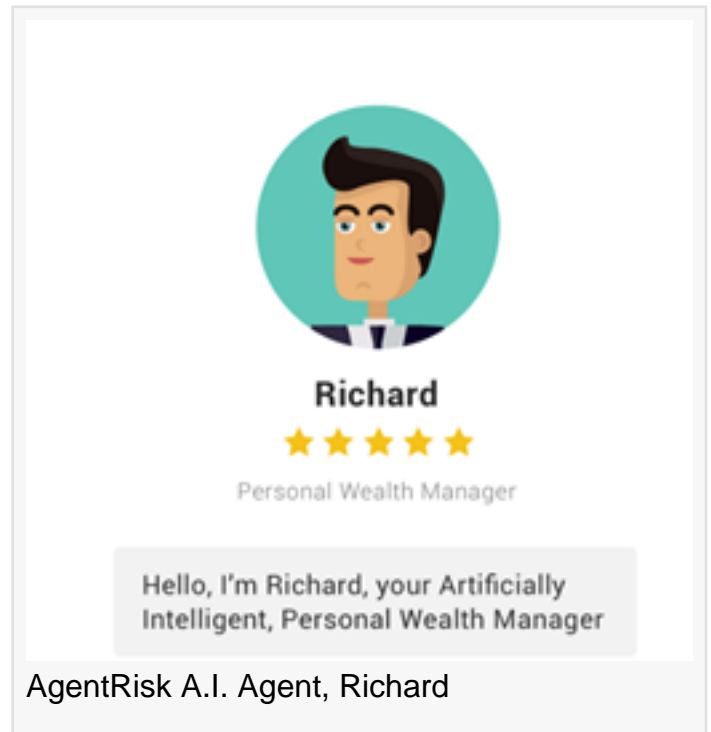 Richard
Personal Wealth Manager
Hello, I'm Richard, your Artificially
Intelligent, Personal Wealth Manager
AgentRisk A.I. Agent, Richard